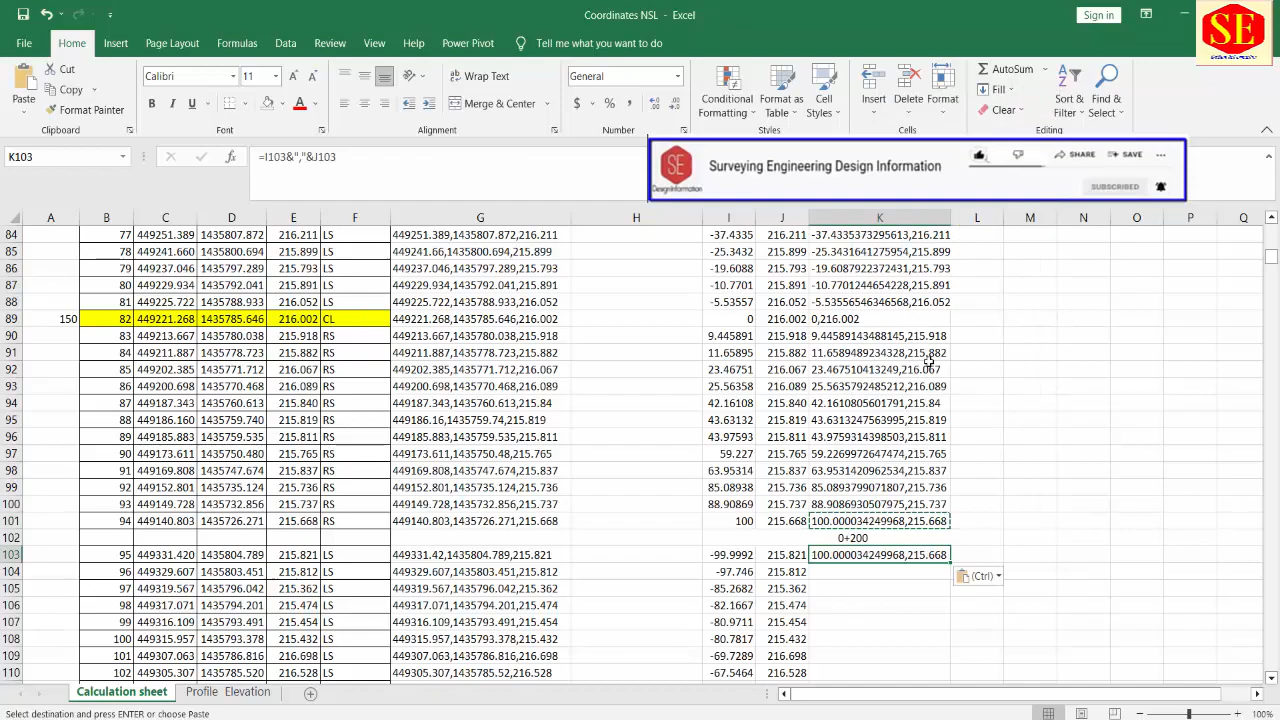 Coordinates NSL - Excel
Sign in
SE
File Home Insert Page Layout Formulas Data Review View Help Power Pivot Tell me what you want to do
Paste
Cut
Copy
Format Painter
Clipboard
Calibri 11
B I U
Font
Wrap Text
Merge & Center
Alignment
General
$ % ,
Number
Conditional Formatting
Format as Table
Cell Styles
Styles
Insert
Delete
Format
Cells
AutoSum
Fill
Clear
Sort & Filter
Find & Select
Editing
K103
=I103&","&J103
SE
Design Information
Surveying Engineering Design Information
SHARE SAVE
SUBSCRIBED
A B C D E F G H I J K L M N O P Q
84 77 449251.389 1435807.872 216.211 LS 449251.389,1435807.872,216.211 -37.4335 216.211 -37.4335373295613,216.211
85 78 449241.660 1435800.694 215.899 LS 449241.66,1435800.694,215.899 -25.3432 215.899 -25.3431641275954,215.899
86 79 449237.046 1435797.289 215.793 LS 449237.046,1435797.289,215.793 -19.6088 215.793 -19.6087922372431,215.793
87 80 449229.934 1435792.041 215.891 LS 449229.934,1435792.041,215.891 -10.7701 215.891 -10.7701244654228,215.891
88 81 449225.722 1435788.933 216.052 LS 449225.722,1435788.933,216.052 -5.53557 216.052 -5.53556546346568,216.052
89 150 82 449221.268 1435785.646 216.002 CL 449221.268,1435785.646,216.002 0 216.002 0,216.002
90 83 449213.667 1435780.038 215.918 RS 449213.667,1435780.038,215.918 9.445891 215.918 9.44589143488145,215.918
91 84 449211.887 1435778.723 215.882 RS 449211.887,1435778.723,215.882 11.65895 215.882 11.6589489234328,215.882
92 85 449202.385 1435771.712 216.067 RS 449202.385,1435771.712,216.067 23.46751 216.067 23.467510413249,216.067
93 86 449200.698 1435770.468 216.089 RS 449200.698,1435770.468,216.089 25.56358 216.089 25.5635792485212,216.089
94 87 449187.343 1435760.613 215.840 RS 449187.343,1435760.613,215.84 42.16108 215.840 42.1610805601791,215.84
95 88 449186.160 1435759.740 215.819 RS 449186.16,1435759.74,215.819 43.63132 215.819 43.6313247563995,215.819
96 89 449185.883 1435759.535 215.811 RS 449185.883,1435759.535,215.811 43.97593 215.811 43.9759314398503,215.811
97 90 449173.611 1435750.480 215.765 RS 449173.611,1435750.48,215.765 59.227 215.765 59.2269972647474,215.765
98 91 449169.808 1435747.674 215.837 RS 449169.808,1435747.674,215.837 63.95314 215.837 63.9531420962534,215.837
99 92 449152.801 1435735.124 215.736 RS 449152.801,1435735.124,215.736 85.08938 215.736 85.0893799071807,215.736
100 93 449149.728 1435732.856 215.737 RS 449149.728,1435732.856,215.737 88.90869 215.737 88.9086930507975,215.737
101 94 449140.803 1435726.271 215.668 RS 449140.803,1435726.271,215.668 100 215.668 100.000034249968,215.668
102 0+200
103 95 449331.420 1435804.789 215.821 LS 449331.42,1435804.789,215.821 -99.9992 215.821 100.000034249968,215.668
104 96 449329.607 1435803.451 215.812 LS 449329.607,1435803.451,215.812 -97.746 215.812
(Ctrl)
105 97 449319.567 1435796.042 215.362 LS 449319.567,1435796.042,215.362 -85.2682 215.362
106 98 449317.071 1435794.201 215.474 LS 449317.071,1435794.201,215.474 -82.1667 215.474
107 99 449316.109 1435793.491 215.454 LS 449316.109,1435793.491,215.454 -80.9711 215.454
108 100 449315.957 1435793.378 215.432 LS 449315.957,1435793.378,215.432 -80.7817 215.432
109 101 449307.063 1435786.816 216.698 LS 449307.063,1435786.816,216.698 -69.7289 216.698
110 102 449305.307 1435785.520 216.528 LS 449305.307,1435785.52,216.528 -67.5464 216.528
Calculation sheet Profile Elevation
Select destination and press ENTER or choose Paste
100%